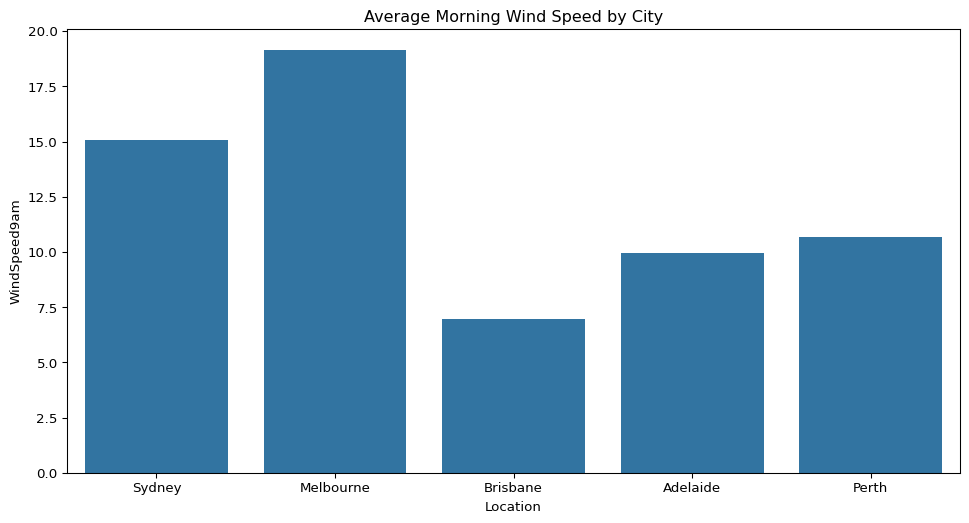 Average Morning Wind Speed by City
20.0
17.5
15.0
12.5
10.0
7.5
5.0
2.5
0.0
WindSpeed9am
Sydney Melbourne Brisbane Adelaide Perth
Location